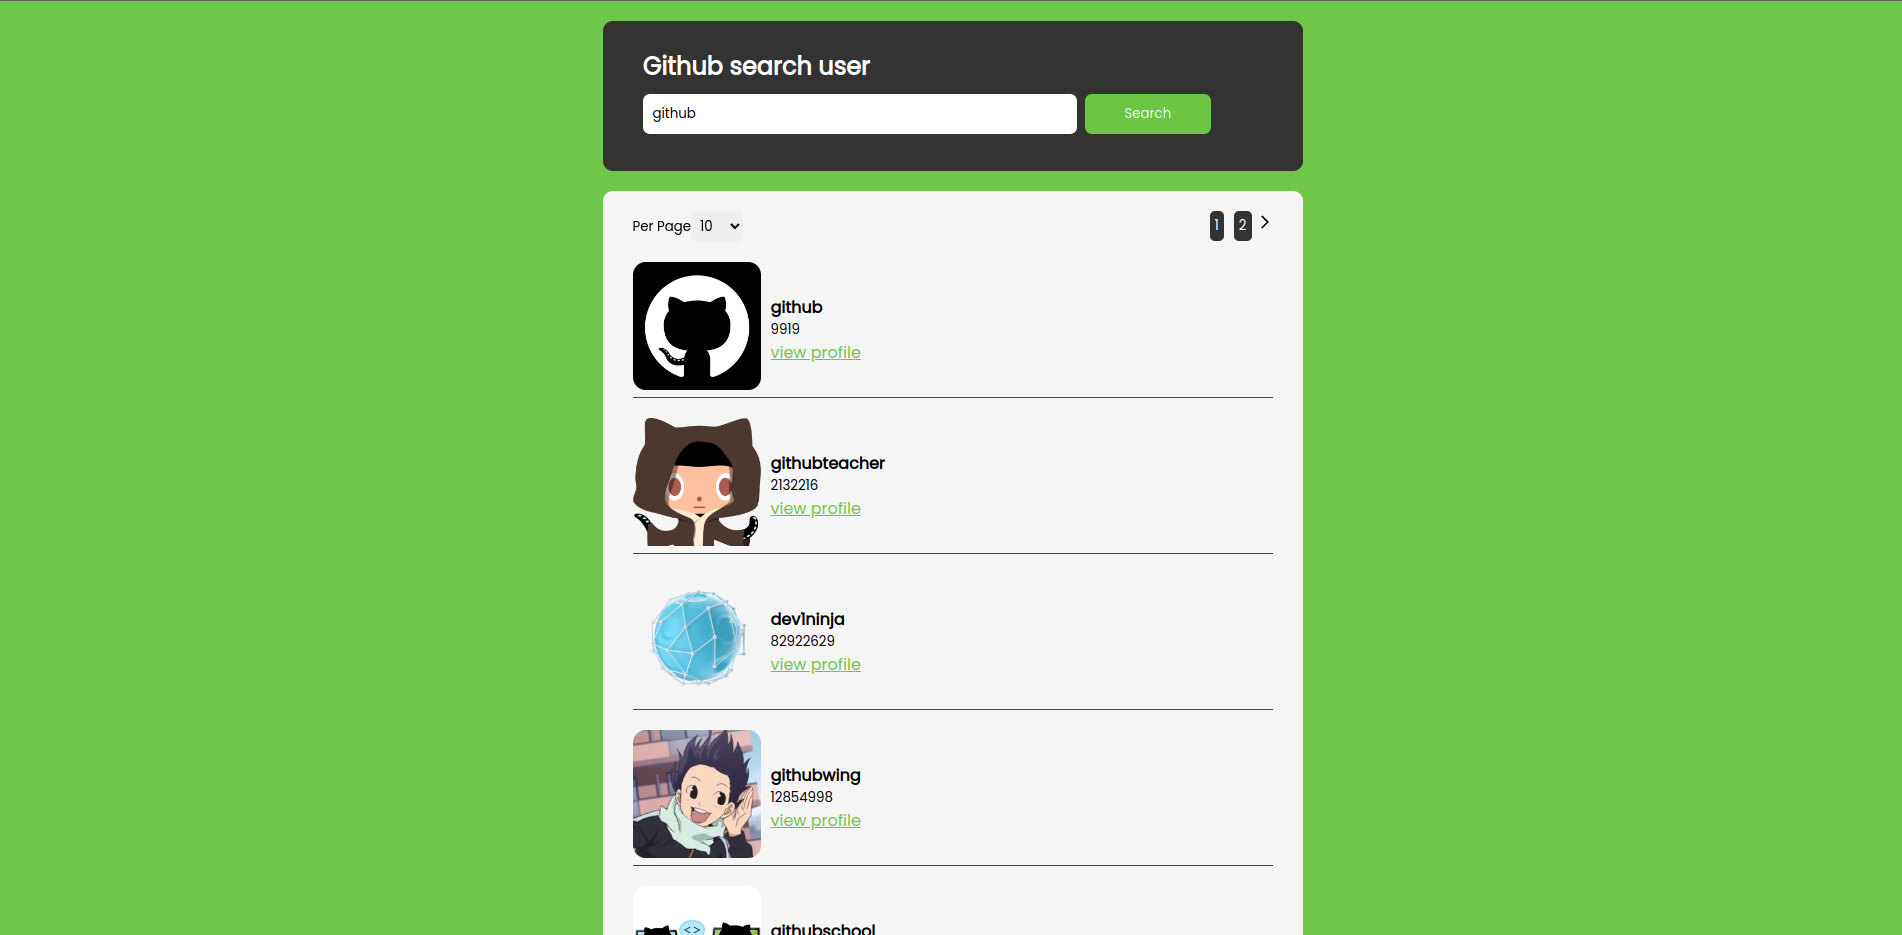 Github search user
github
Search
Per Page 10
1 2
github
9919
view profile
githubteacher
2132216
view profile
dev1ninja
82922629
view profile
githubwing
12854998
view profile
<>
githubschool